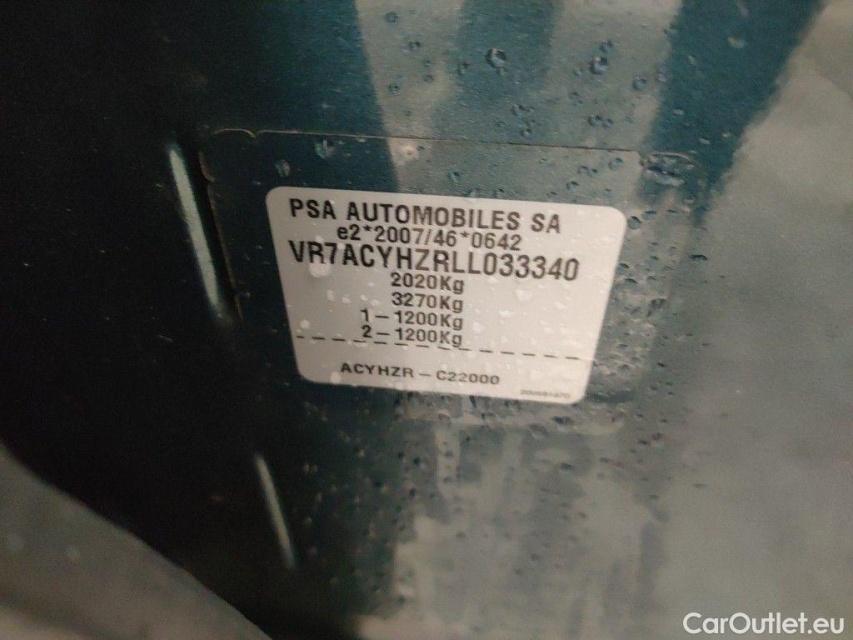 PSA AUTOMOBILES SA
e2*2007/46*0642
VR7ACYHZRLL033340
2020Kg
3270Kg
1-1200Kg
2-1200Kg
ACYHZR-C22000
CarOutlet.eu